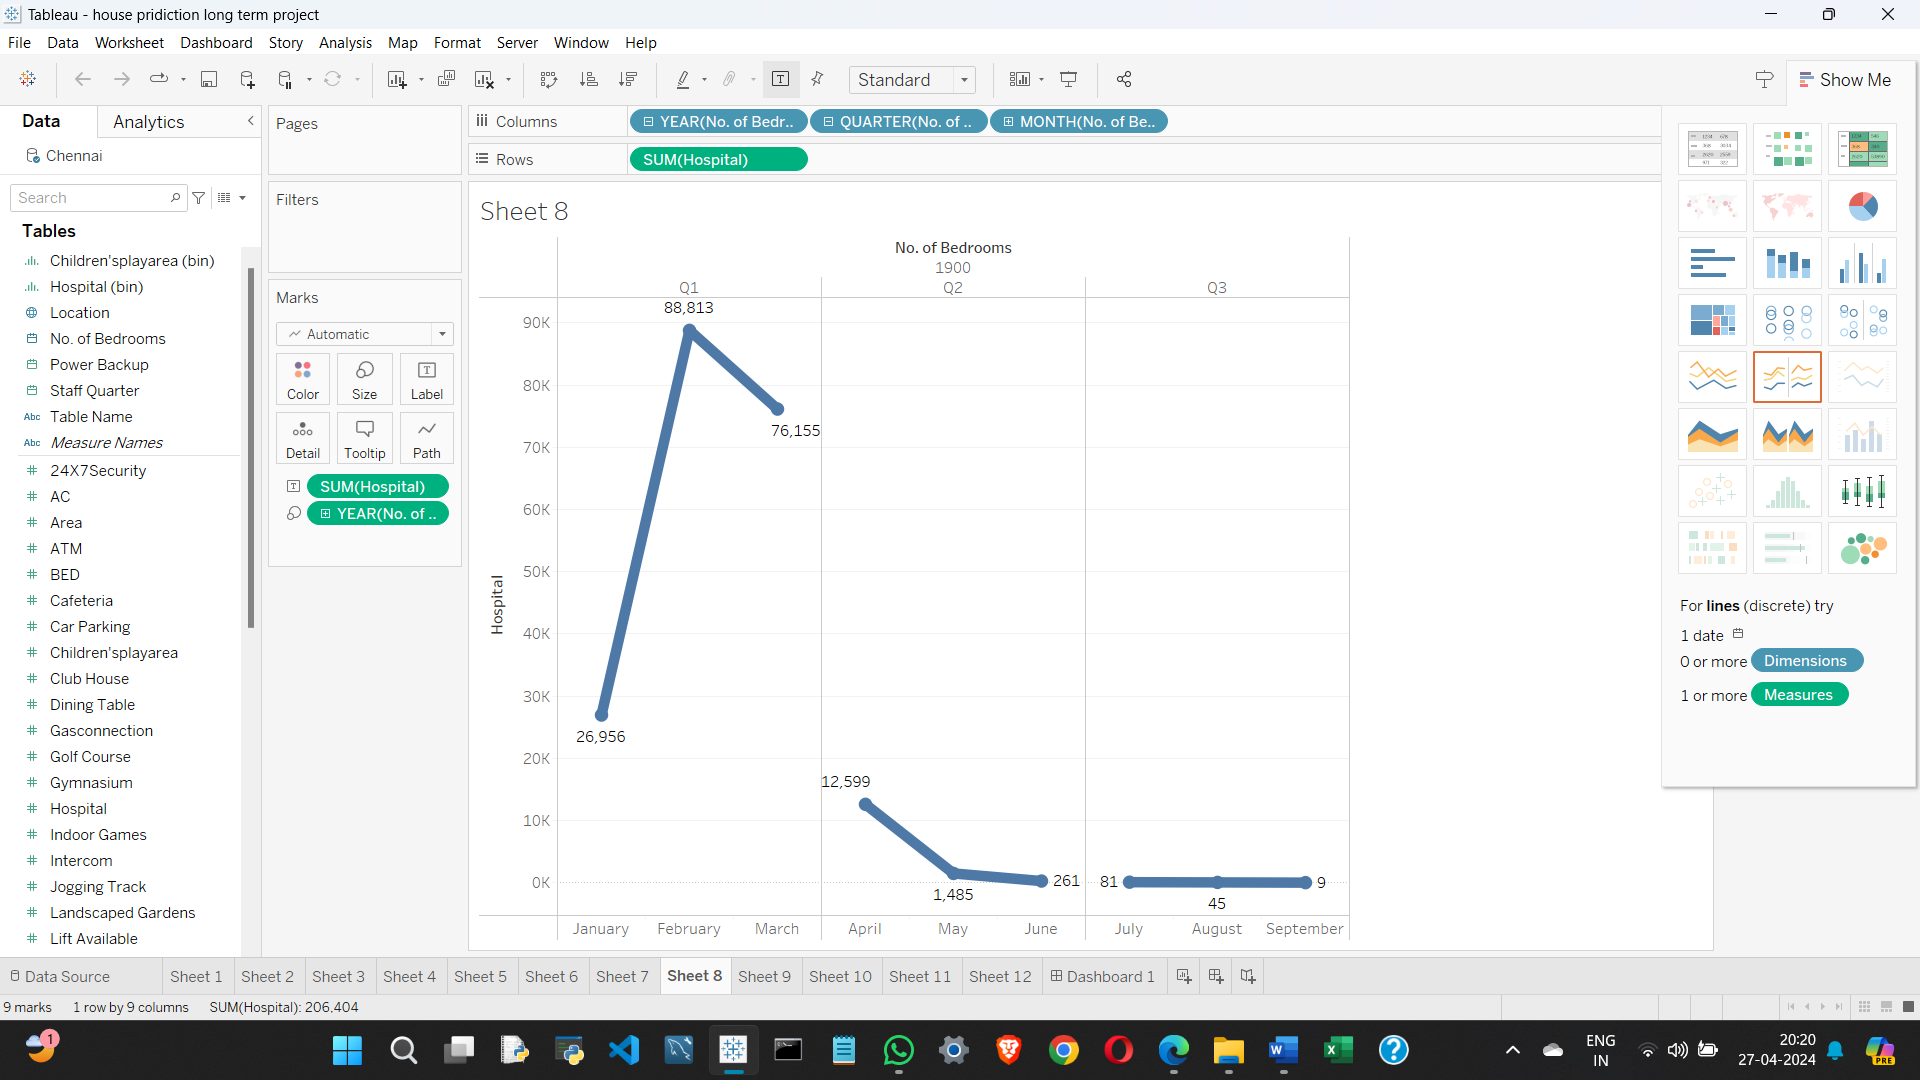 Tableau - house pridiction long term project
File Data Worksheet Dashboard Story Analysis Map Format Server Window Help
Standard
Show Me
Data
Analytics
Chennai
Search
Tables
Children'splayarea (bin)
Hospital (bin)
Location
No. of Bedrooms
Power Backup
Staff Quarter
Abc Table Name
Abc Measure Names
24X7Security
AC
Area
ATM
BED
Cafeteria
Car Parking
Children'splayarea
Club House
Dining Table
Gasconnection
Golf Course
Gymnasium
Hospital
Indoor Games
Intercom
Jogging Track
Landscaped Gardens
Lift Available
Pages
Filters
Marks
Automatic
Color Size Label
Detail Tooltip Path
SUM(Hospital)
YEAR(No. of ..
Columns YEAR(No. of Bedr.. QUARTER(No. of .. MONTH(No. of Be..
Rows SUM(Hospital)
Sheet 8
No. of Bedrooms
1900
Q1 Q2 Q3
88,813
90K
80K
76,155
70K
60K
50K
Hospital
40K
30K
26,956
20K
12,599
10K
0K
1,485
261
81
45
9
January February March April May June July August September
For lines (discrete) try
1 date
0 or more Dimensions
1 or more Measures
Data Source Sheet 1 Sheet 2 Sheet 3 Sheet 4 Sheet 5 Sheet 6 Sheet 7 Sheet 8 Sheet 9 Sheet 10 Sheet 11 Sheet 12 Dashboard 1
9 marks 1 row by 9 columns SUM(Hospital): 206,404
1
ENG
IN
20:20
27-04-2024
PRE